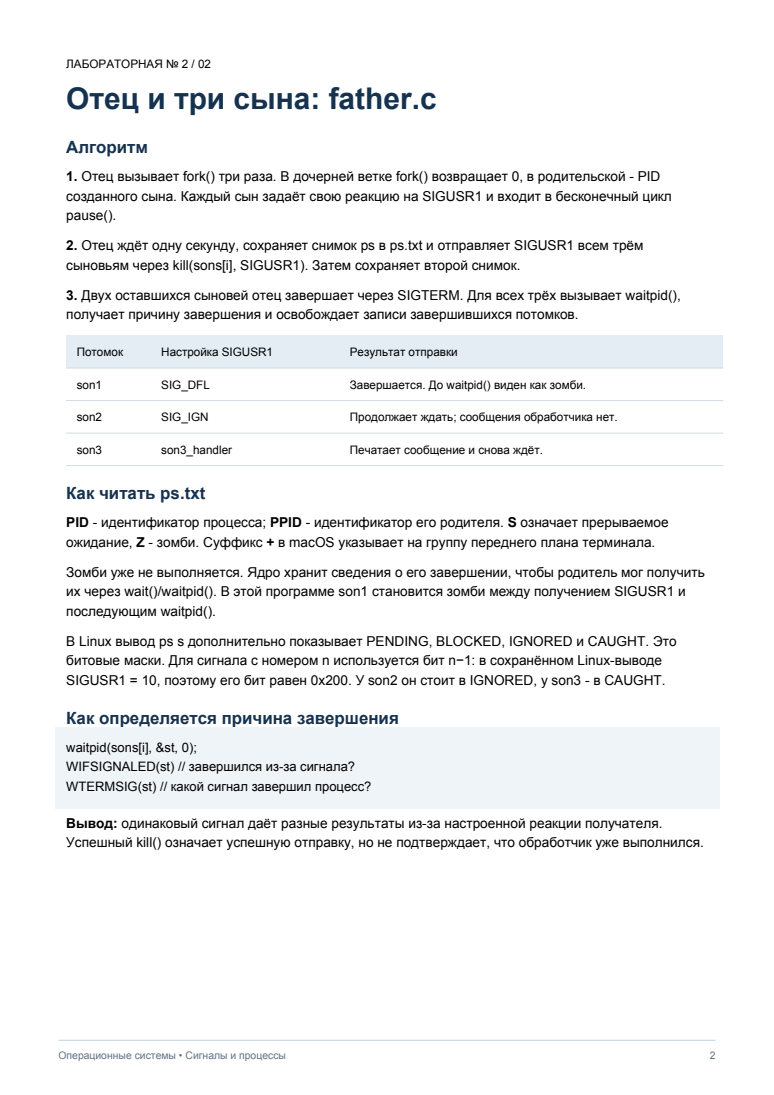 ЛАБОРАТОРНАЯ № 2 / 02
Отец и три сына: father.c
Алгоритм
1. Отец вызывает fork() три раза. В дочерней ветке fork() возвращает 0, в родительской - PID
созданного сына. Каждый сын задаёт свою реакцию на SIGUSR1 и входит в бесконечный цикл
pause().
2. Отец ждёт одну секунду, сохраняет снимок ps в ps.txt и отправляет SIGUSR1 всем трём
сыновьям через kill(sons[i], SIGUSR1). Затем сохраняет второй снимок.
3. Двух оставшихся сыновей отец завершает через SIGTERM. Для всех трёх вызывает waitpid(),
получает причину завершения и освобождает записи завершившихся потомков.
Потомок Настройка SIGUSR1 Результат отправки
son1 SIG_DFL Завершается. До waitpid() виден как зомби.
son2 SIG_IGN Продолжает ждать; сообщения обработчика нет.
son3 son3_handler Печатает сообщение и снова ждёт.
Как читать ps.txt
PID - идентификатор процесса; PPID - идентификатор его родителя. S означает прерываемое
ожидание, Z - зомби. Суффикс + в macOS указывает на группу переднего плана терминала.
Зомби уже не выполняется. Ядро хранит сведения о его завершении, чтобы родитель мог получить
их через wait()/waitpid(). В этой программе son1 становится зомби между получением SIGUSR1 и
последующим waitpid().
В Linux вывод ps s дополнительно показывает PENDING, BLOCKED, IGNORED и CAUGHT. Это
битовые маски. Для сигнала с номером n используется бит n−1: в сохранённом Linux-выводе
SIGUSR1 = 10, поэтому его бит равен 0x200. У son2 он стоит в IGNORED, у son3 - в CAUGHT.
Как определяется причина завершения
waitpid(sons[i], &st, 0);
WIFSIGNALED(st) // завершился из-за сигнала?
WTERMSIG(st) // какой сигнал завершил процесс?
Вывод: одинаковый сигнал даёт разные результаты из-за настроенной реакции получателя.
Успешный kill() означает успешную отправку, но не подтверждает, что обработчик уже выполнился.
Операционные системы • Сигналы и процессы 2